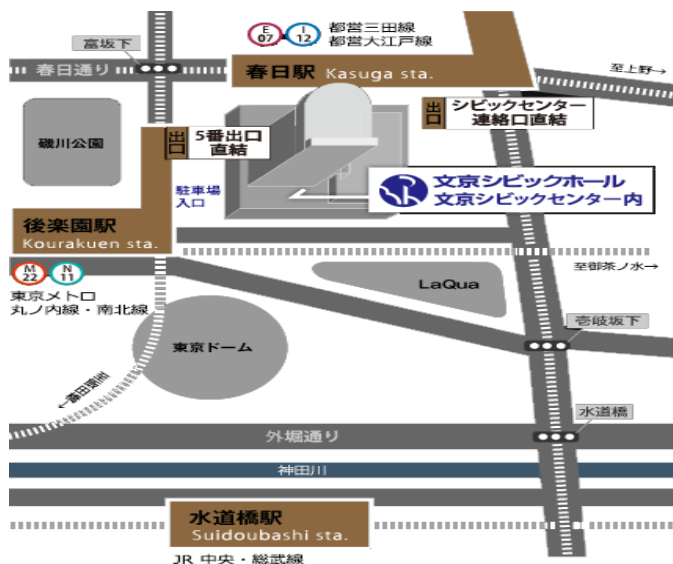 富坂下
E
07
I
12
都営三田線
都営大江戸線
春日通り
春日駅 Kasuga sta.
至上野→
出口
5番出口
直結
出口
シビックセンター
連絡口直結
礒川公園
駐車場
入口
文京シビックホール
文京シビックセンター内
後楽園駅
Kourakuen sta.
M
22
N
11
東京メトロ
丸ノ内線・南北線
至御茶ノ水→
LaQua
東京ドーム
壱岐坂下
至飯田橋→
水道橋
外堀通り
神田川
水道橋駅
Suidoubashi sta.
JR 中央・総武線